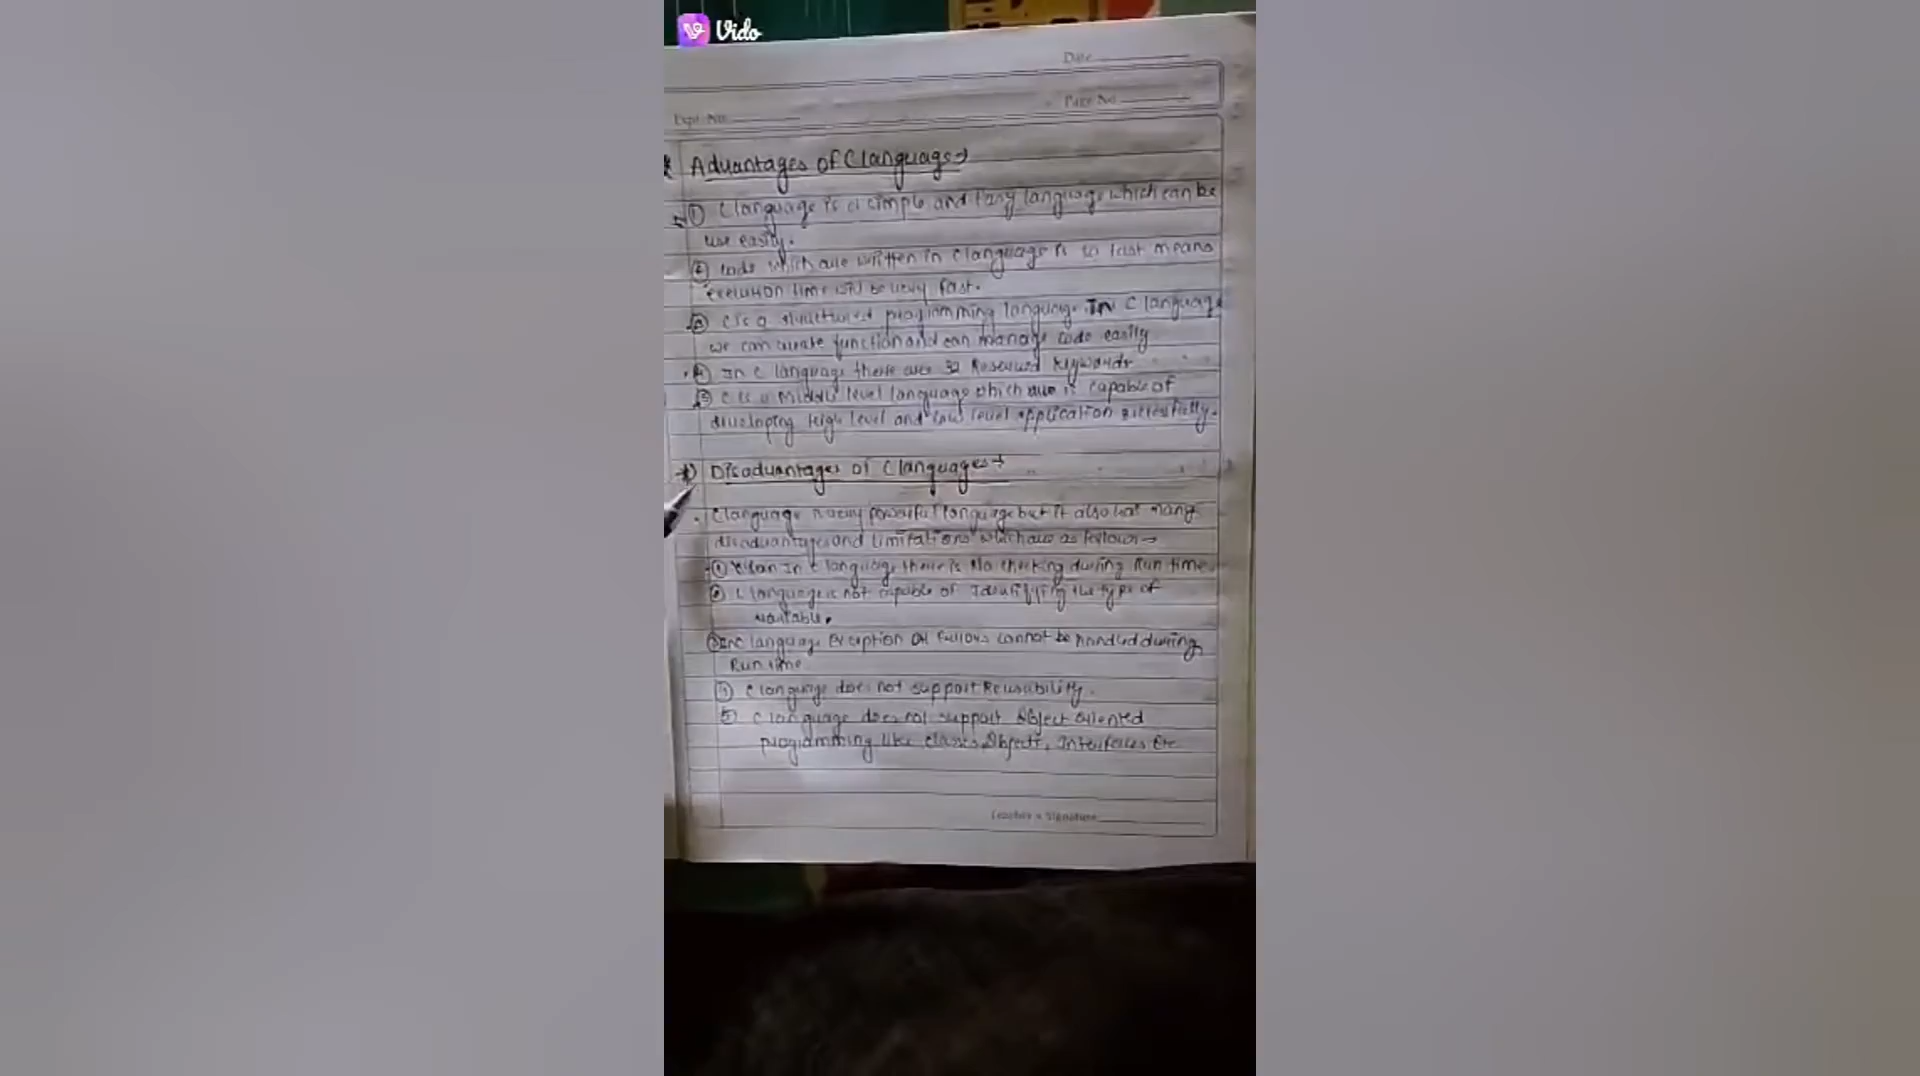 Vido
Date
Page No
Expt. No.
Advantages of C language →
① C language is a simple and easy language which can be
use easily.
② code which are written in C language is so fast means
execution time will be very fast.
③ C is a structured programming language. In C language
we can create function and can manage code easily
④ In C language there are 32 Reserved keywords
⑤ C is a middle level language which are is capable of
developing high level and low level application successfully.
*) Disadvantages of C languages →
C language is very powerful language but it also has many
disadvantages and limitations which are as follows →
① In C language there is No checking during Run time.
② C language is not capable of Identifying the type of
variable.
③ In C language Exception cannot be handled during
Run time
④ C language does not support Reusability.
⑤ C language does not support object oriented
programming like classes, Objects, Interfaces Etc
Teacher's Signature